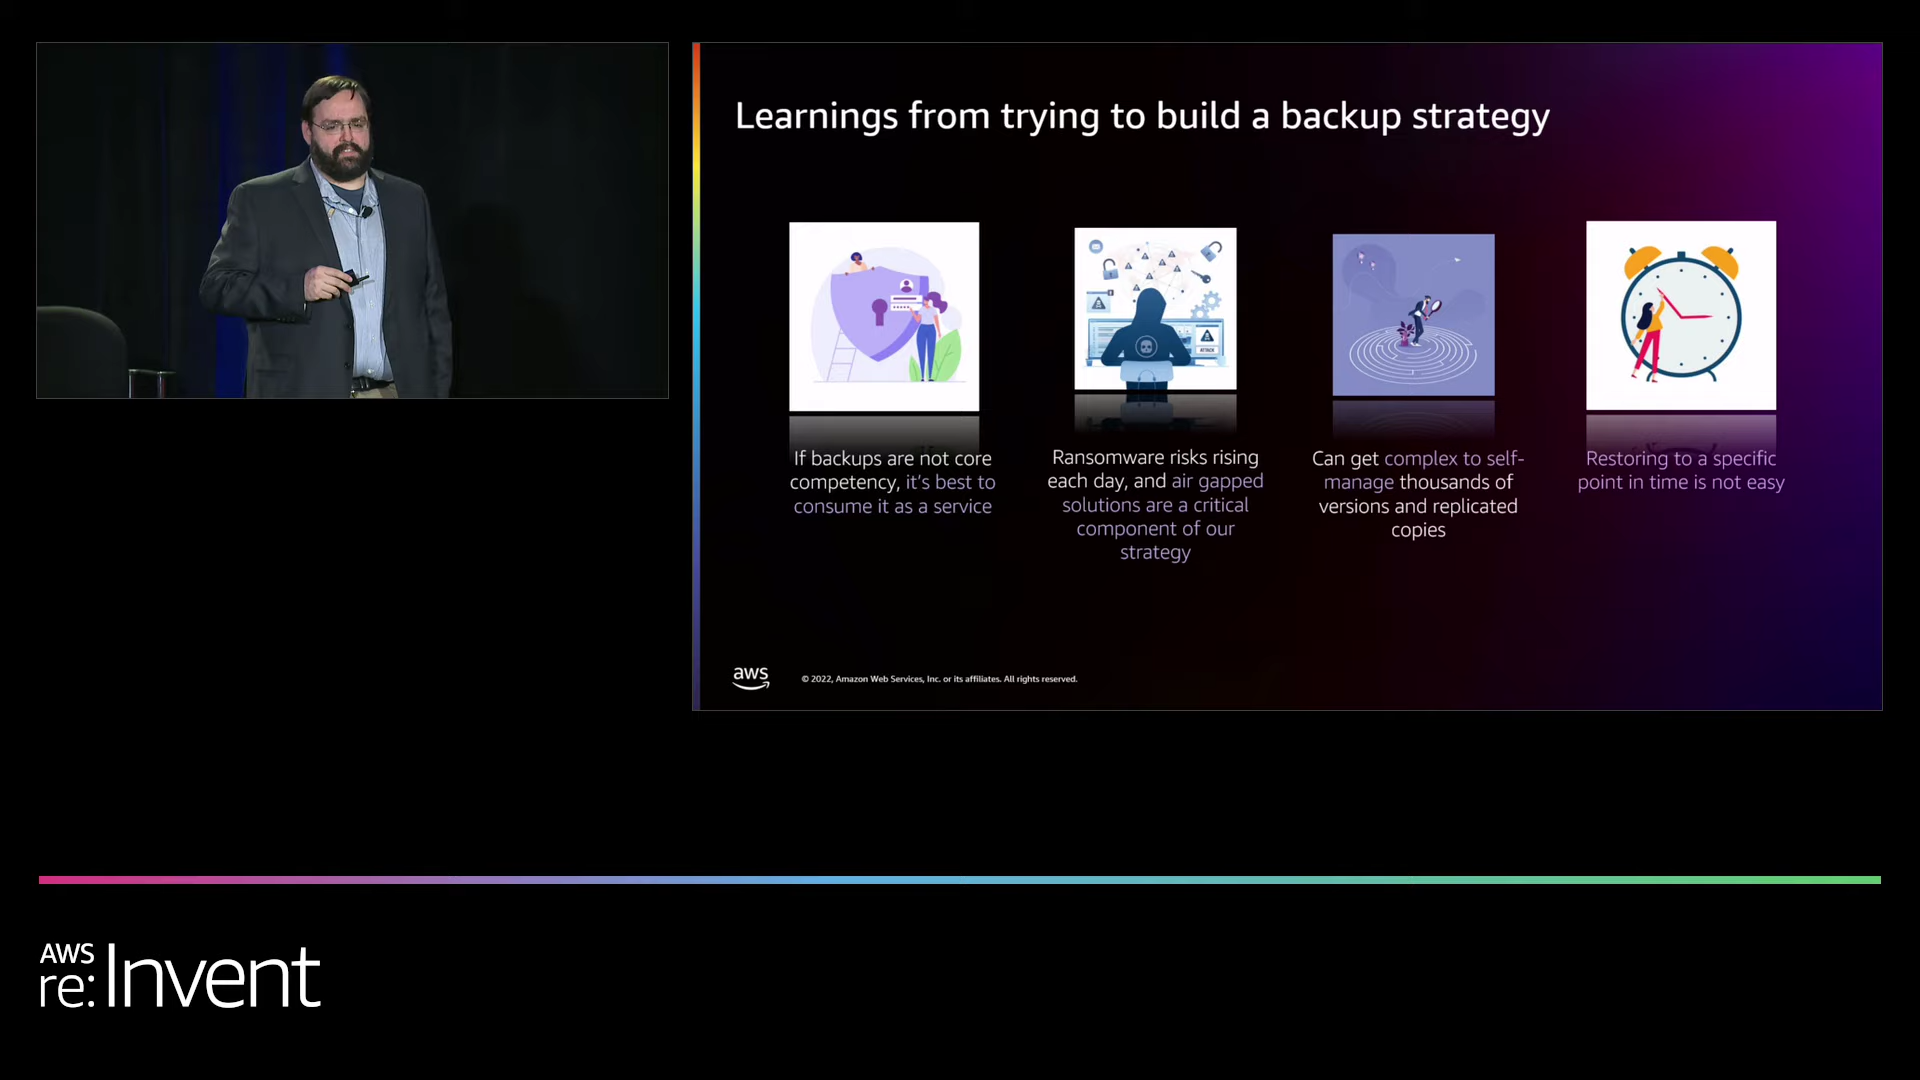 Learnings from trying to build a backup strategy
If backups are not core
competency, it's best to
consume it as a service
ATTACK
Ransomware risks rising
each day, and air gapped
solutions are a critical
component of our
strategy
Can get complex to self-
manage thousands of
versions and replicated
copies
Restoring to a specific
point in time is not easy
aws
© 2022, Amazon Web Services, Inc. or its affiliates. All rights reserved.
AWS
re:Invent